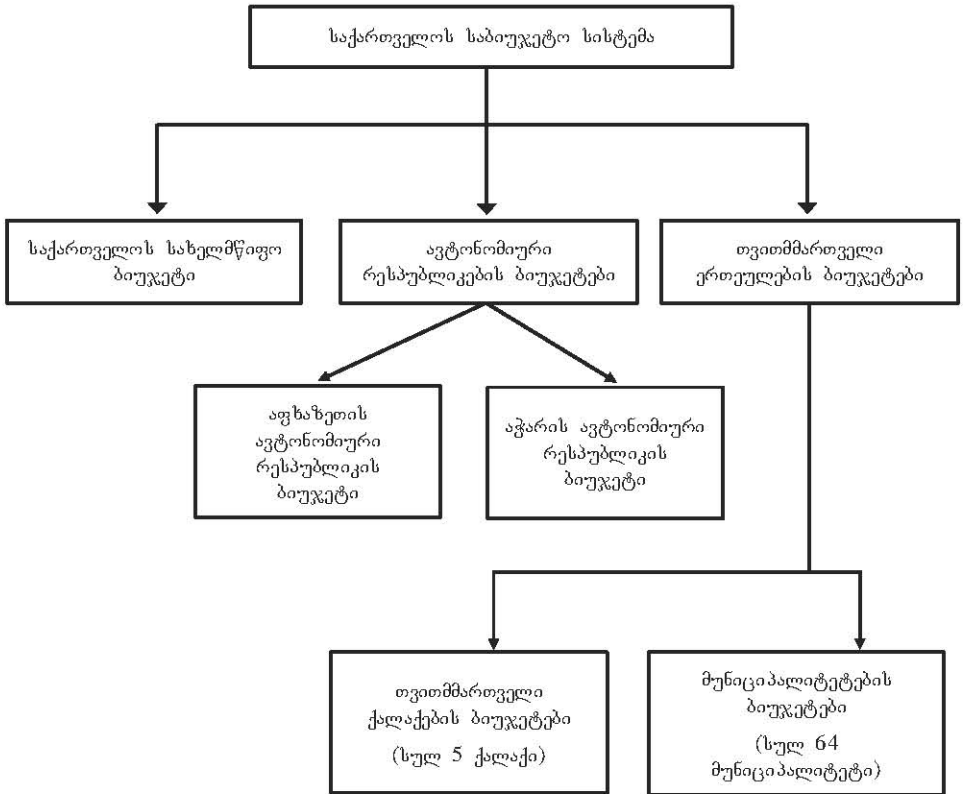 საქართველოს საბიუჯეტო სისტემა
საქართველოს სახელმწიფო
ბიუჯეტი
ავტონომიური
რესპუბლიკების ბიუჯეტები
თვითმმართველი
ერთეულების ბიუჯეტები
აფხაზეთის
ავტონომიური
რესპუბლიკის
ბიუჯეტი
აჭარის ავტონომიური
რესპუბლიკის
ბიუჯეტი
თვითმმართველი
ქალაქების ბიუჯეტები
(სულ 5 ქალაქი)
მუნიციპალიტეტების
ბიუჯეტები
(სულ 64
მუნიციპალიტეტი)